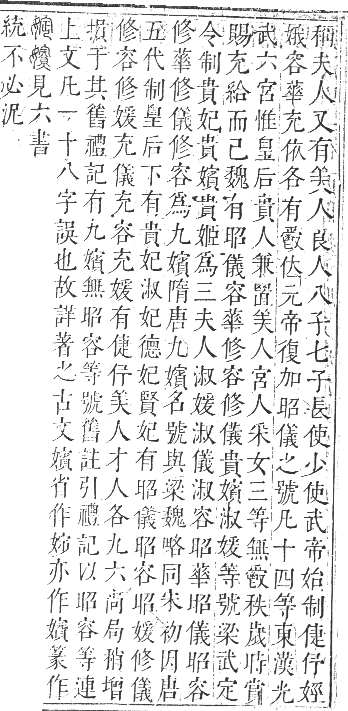 稱夫人又有美人良人八子七子長使少使武帝始制倢伃娙
娥容華充依各有爵位元帝復加昭儀之號凡十四等東漢光
武六宮惟皇后貴人兼置美人宮人采女三等無爵秩歲時賞
賜充給而已魏有昭儀容華修容修儀貴嬪淑媛等號梁武定
令制貴妃貴嬪貴姬爲三夫人淑媛淑儀淑容昭華昭儀昭容
修華修儀修容爲九嬪隋唐九嬪名號與梁魏略同宋初因唐
五代制皇后下有貴妃淑妃德妃賢妃有昭儀昭容昭媛修儀
修容修媛充儀充容充媛有倢伃美人才人各九六尚局稍增
損于其舊禮記有九嬪無昭容等號舊註引禮記以昭容等連
上文凡一十八字誤也故詳著之古文嬪省作㛦亦作嬪篆作
見六書
統不必泥